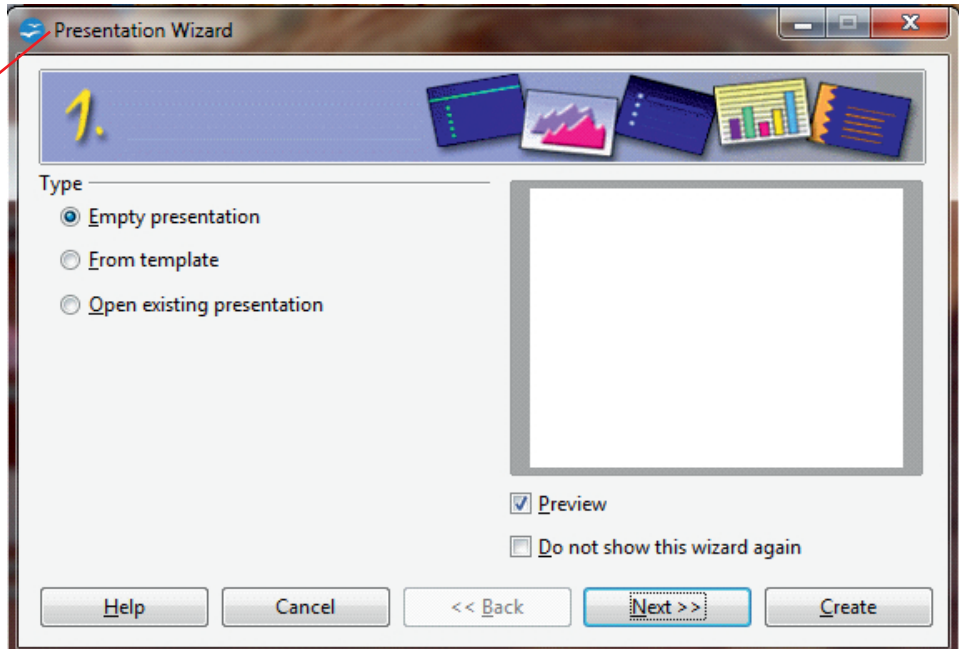 Presentation Wizard
1.
Type
Empty presentation
From template
Open existing presentation
Preview
Do not show this wizard again
Help Cancel << Back Next >> Create